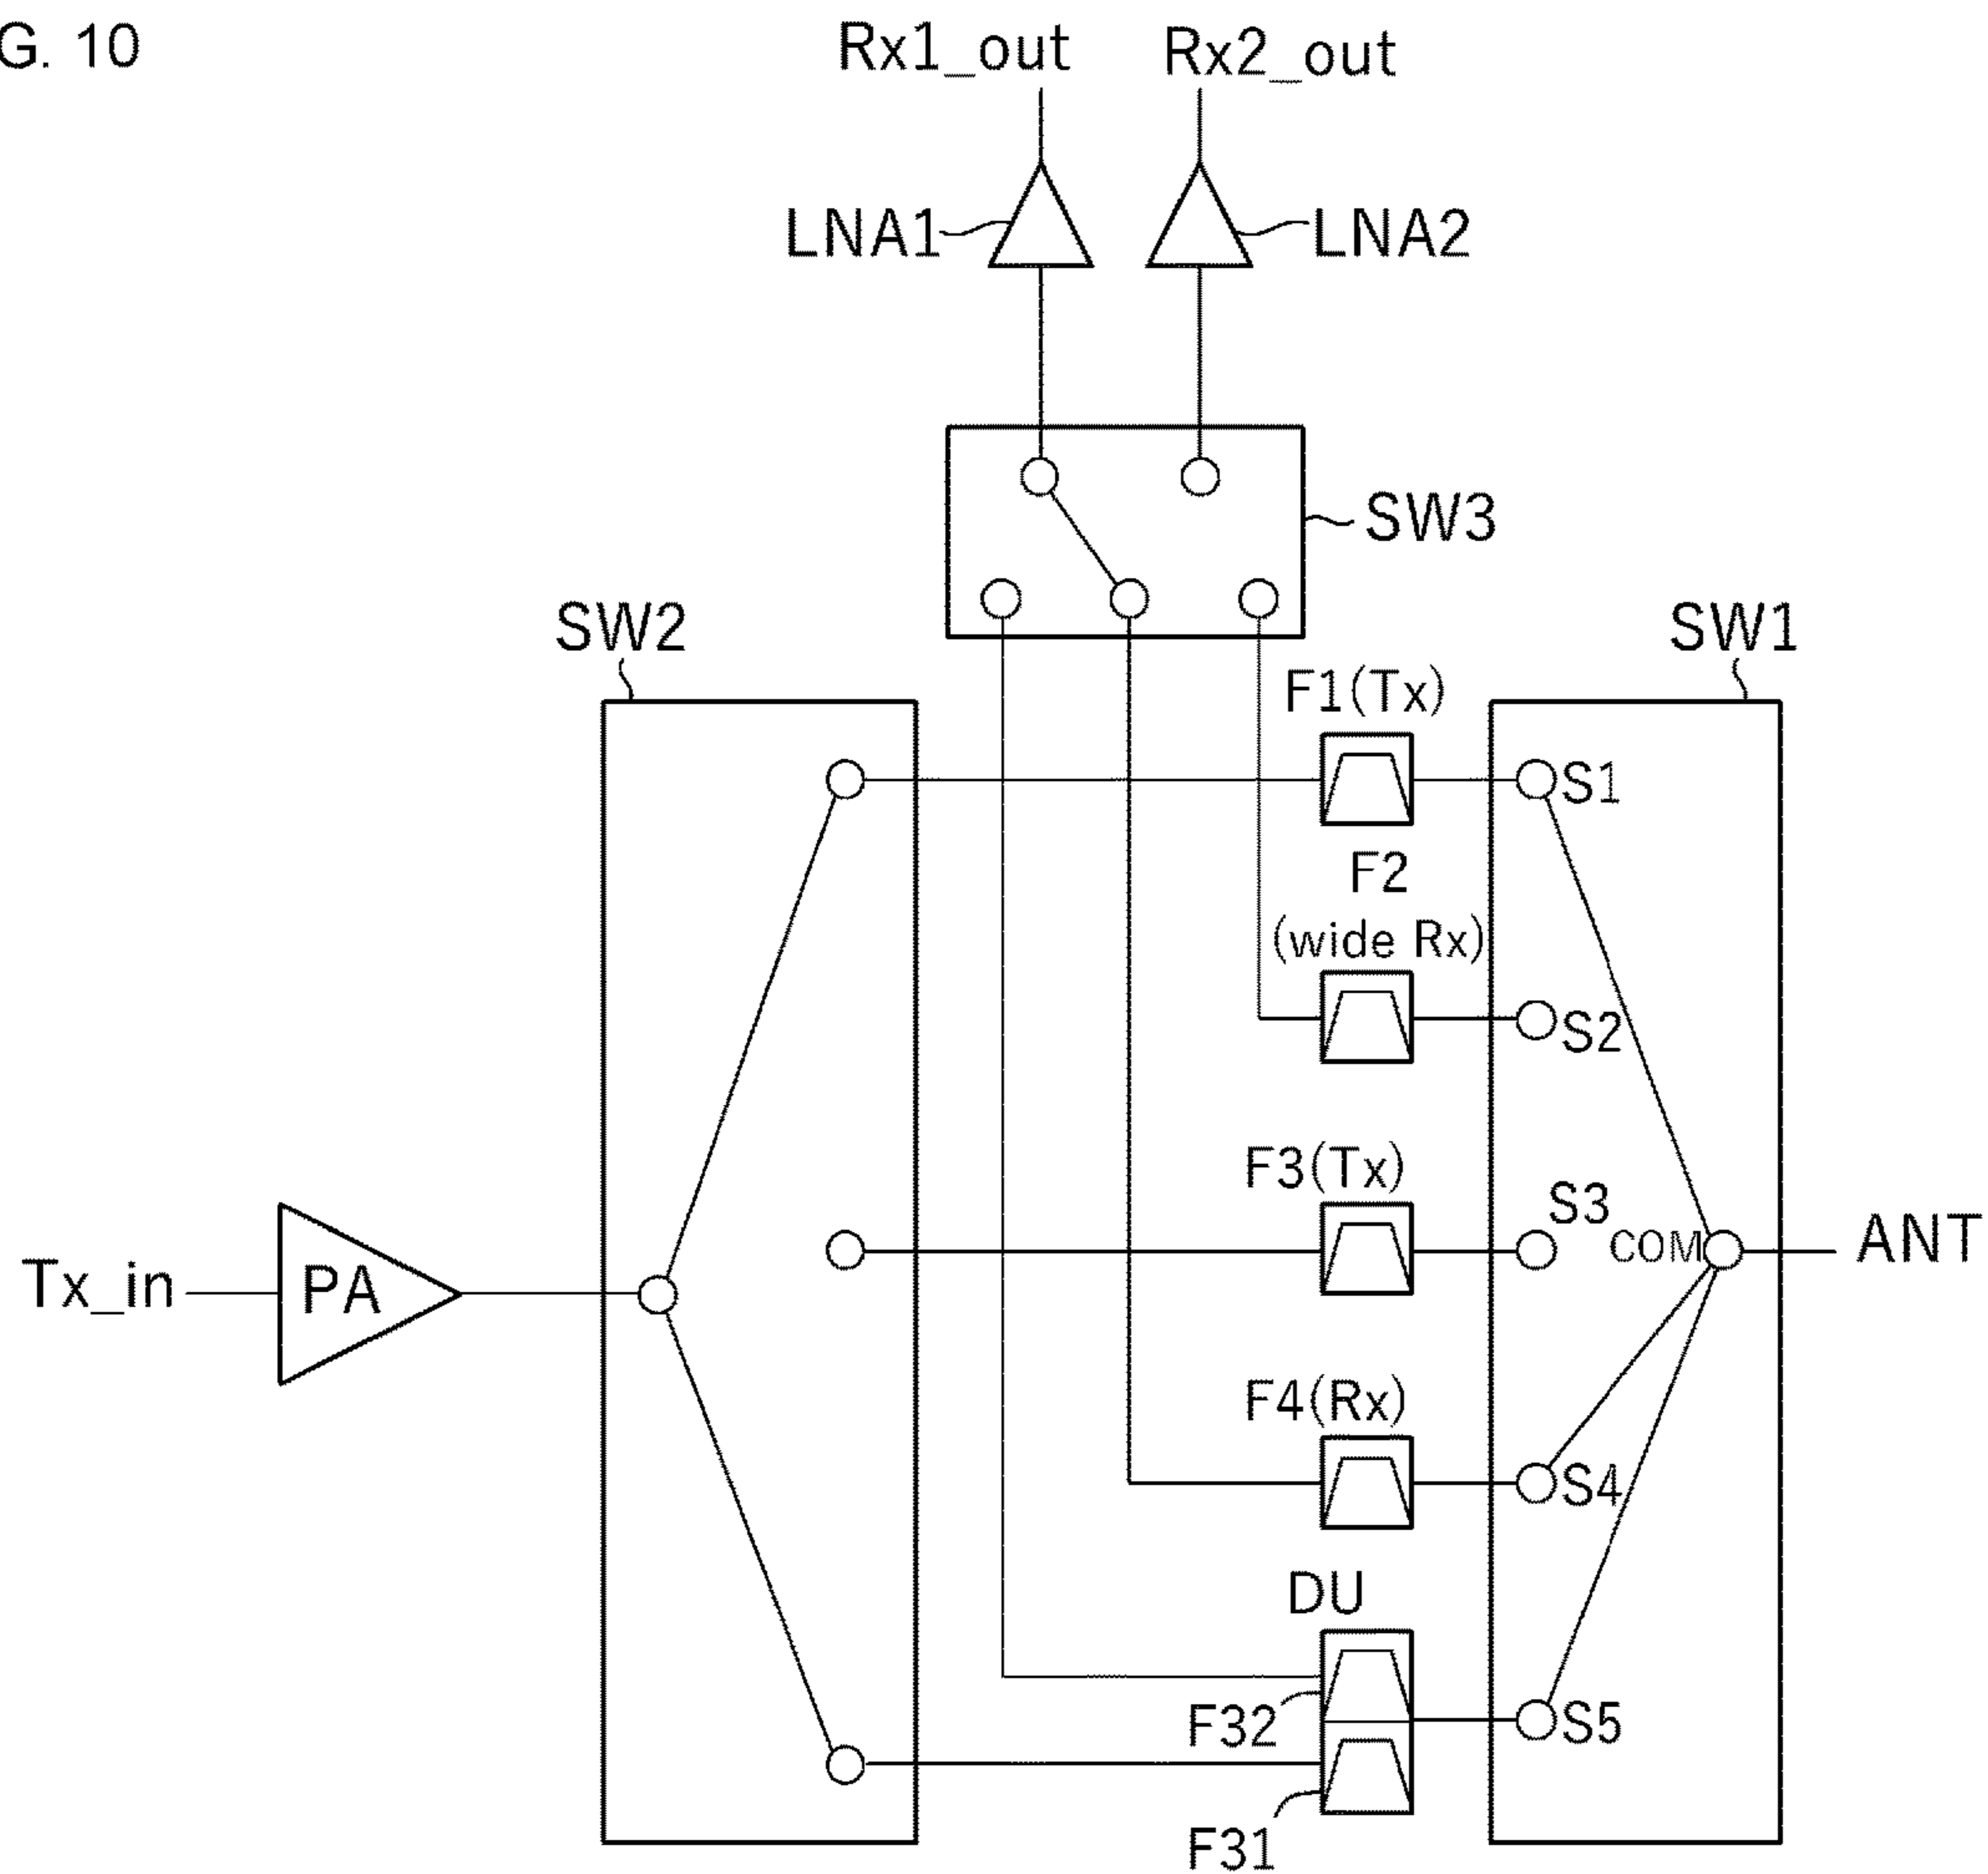 G. 10
Rx1_out
Rx2_out
LNA1
LNA2
SW3
SW2
SW1
F1(Tx)
S1
F2
(wide Rx)
S2
F3(Tx)
S3
COM
ANT
Tx_in
PA
F4(Rx)
S4
DU
F32
S5
F31